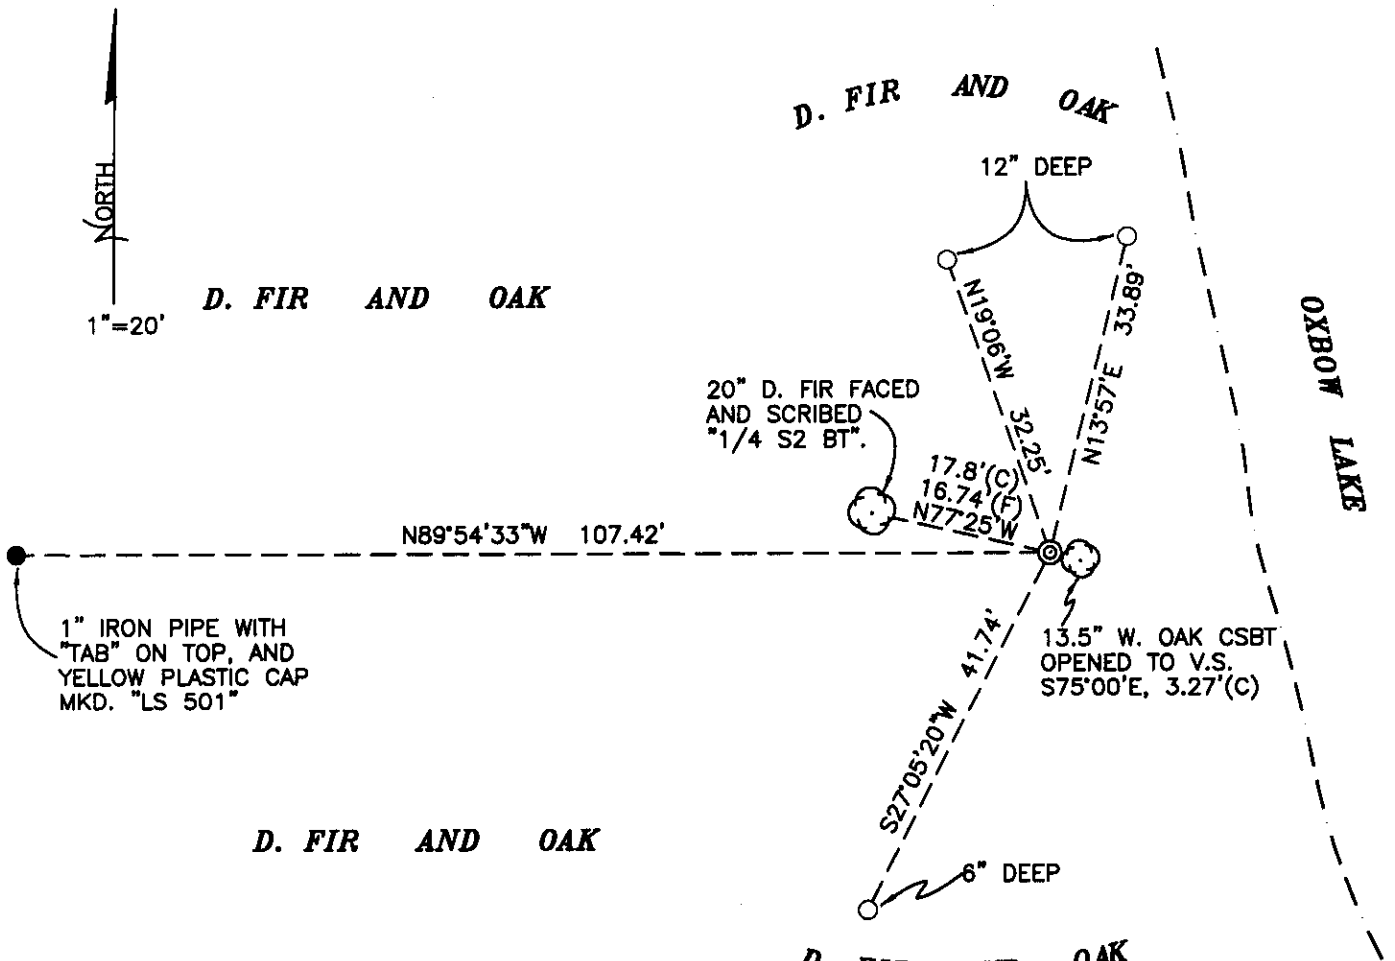 D. FIR AND OAK
12" DEEP
NORTH
D. FIR AND OAK
1"=20'
OXBOW LAKE
N19°06'W 32.25'
N13°57'E 33.89'
20" D. FIR FACED
AND SCRIBED
"1/4 S2 BT".
17.8'(C)
16.74'(F)
N77°25'W
N89°54'33"W 107.42'
1" IRON PIPE WITH
"TAB" ON TOP, AND
YELLOW PLASTIC CAP
MKD. "LS 501"
13.5" W. OAK CSBT
OPENED TO V.S.
S75°00'E, 3.27'(C)
S27°05'20"W 41.74'
D. FIR AND OAK
6" DEEP
D. FIR AND OAK